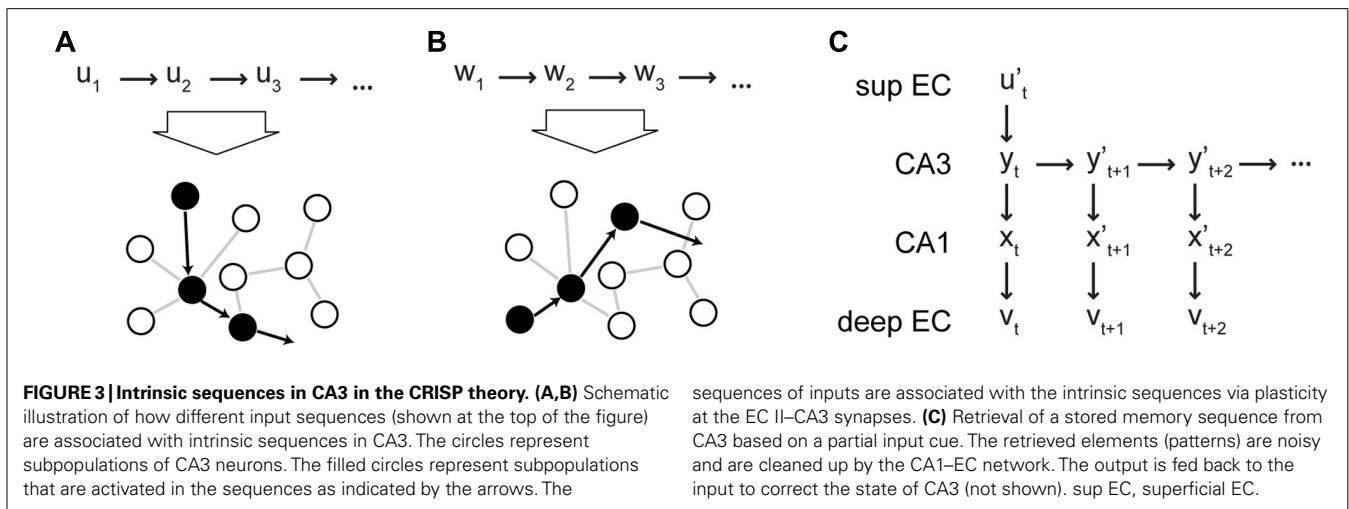 A
u1 → u2 → u3 → ...
B
w1 → w2 → w3 → ...
C
sup EC u't
CA3 yt → y't+1 → y't+2 → ...
CA1 xt x't+1 x't+2
deep EC vt vt+1 vt+2
FIGURE 3 | Intrinsic sequences in CA3 in the CRISP theory. (A,B) Schematic
illustration of how different input sequences (shown at the top of the figure)
are associated with intrinsic sequences in CA3. The circles represent
subpopulations of CA3 neurons. The filled circles represent subpopulations
that are activated in the sequences as indicated by the arrows. The
sequences of inputs are associated with the intrinsic sequences via plasticity
at the EC II–CA3 synapses. (C) Retrieval of a stored memory sequence from
CA3 based on a partial input cue. The retrieved elements (patterns) are noisy
and are cleaned up by the CA1–EC network. The output is fed back to the
input to correct the state of CA3 (not shown). sup EC, superficial EC.